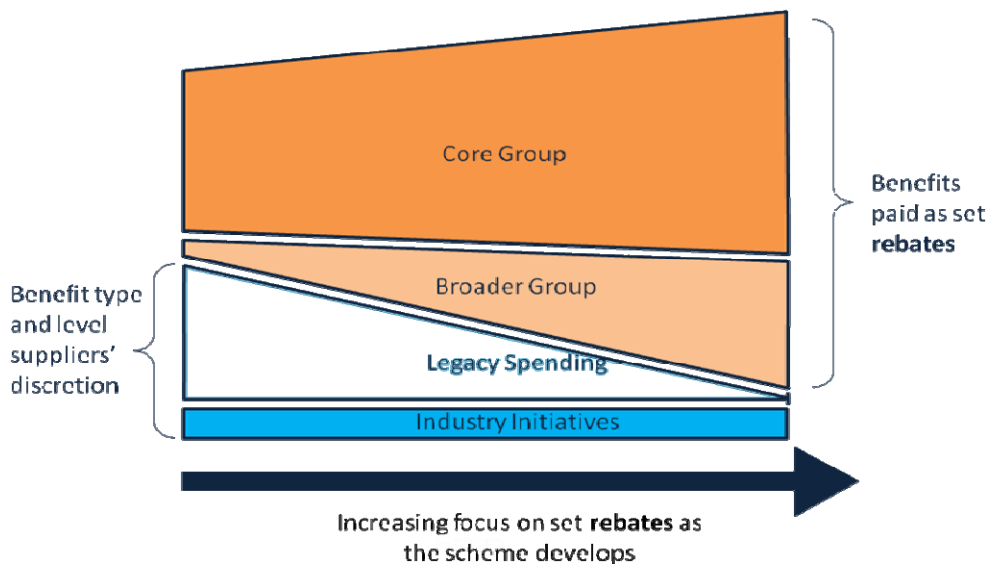 Core Group
Benefits
paid as set
rebates
Broader Group
Benefit type
and level
suppliers'
discretion
Legacy Spending
Industry Initiatives
Increasing focus on set rebates as
the scheme develops